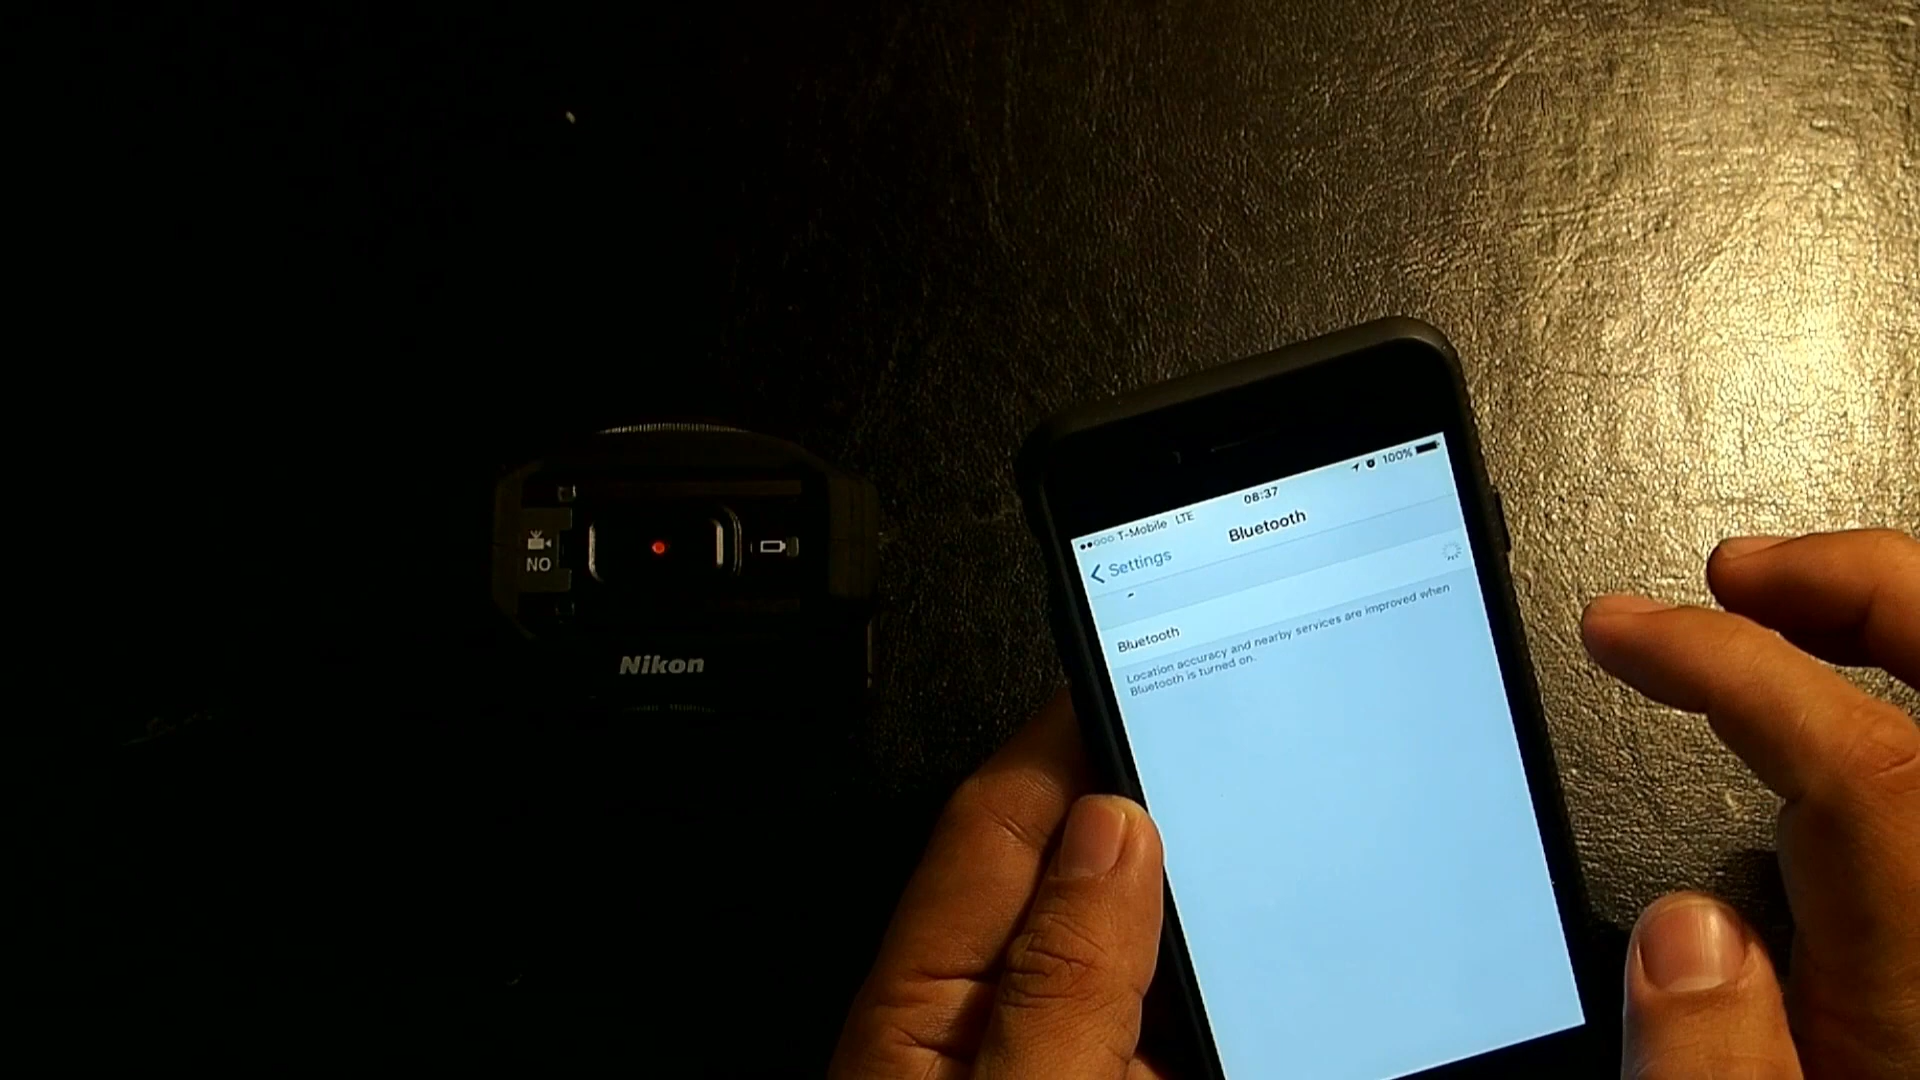 T-Mobile LTE 08:37 100%
Settings Bluetooth
Bluetooth
Location accuracy and nearby services are improved when
Bluetooth is turned on.
NO
Nikon